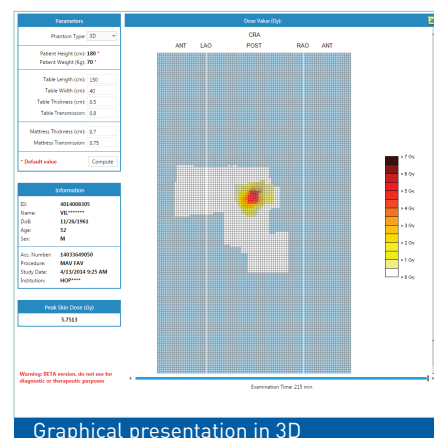 Parameters
Phantom Type: 3D
Patient Height (cm): 180 *
Patient Weight (Kg): 70 *
Table Length (cm): 150
Table Width (cm): 40
Table Thickness (cm): 0.5
Table Transmission: 0.8
Mattress Thickness (cm): 0.7
Mattress Transmission: 0.75
* Default value
Compute
Information
ID: 4014008305
Name: VIL*******
DoB: 11/26/1961
Age: 52
Sex: M
Acc. Number: 14033649050
Procedure: MAV FAV
Study Date: 4/13/2014 9:25 AM
Institution: HOP****
Peak Skin Dose (Gy)
5.7513
Warning: BETA version, do not use for
diagnostic or therapeutic purposes
Dose Value (Gy):
CRA
ANT LAO POST RAO ANT
> 7 Gy
> 6 Gy
> 5 Gy
> 4 Gy
> 3 Gy
> 2 Gy
> 1 Gy
> 0 Gy
Examination Time: 215 min
Graphical presentation in 3D